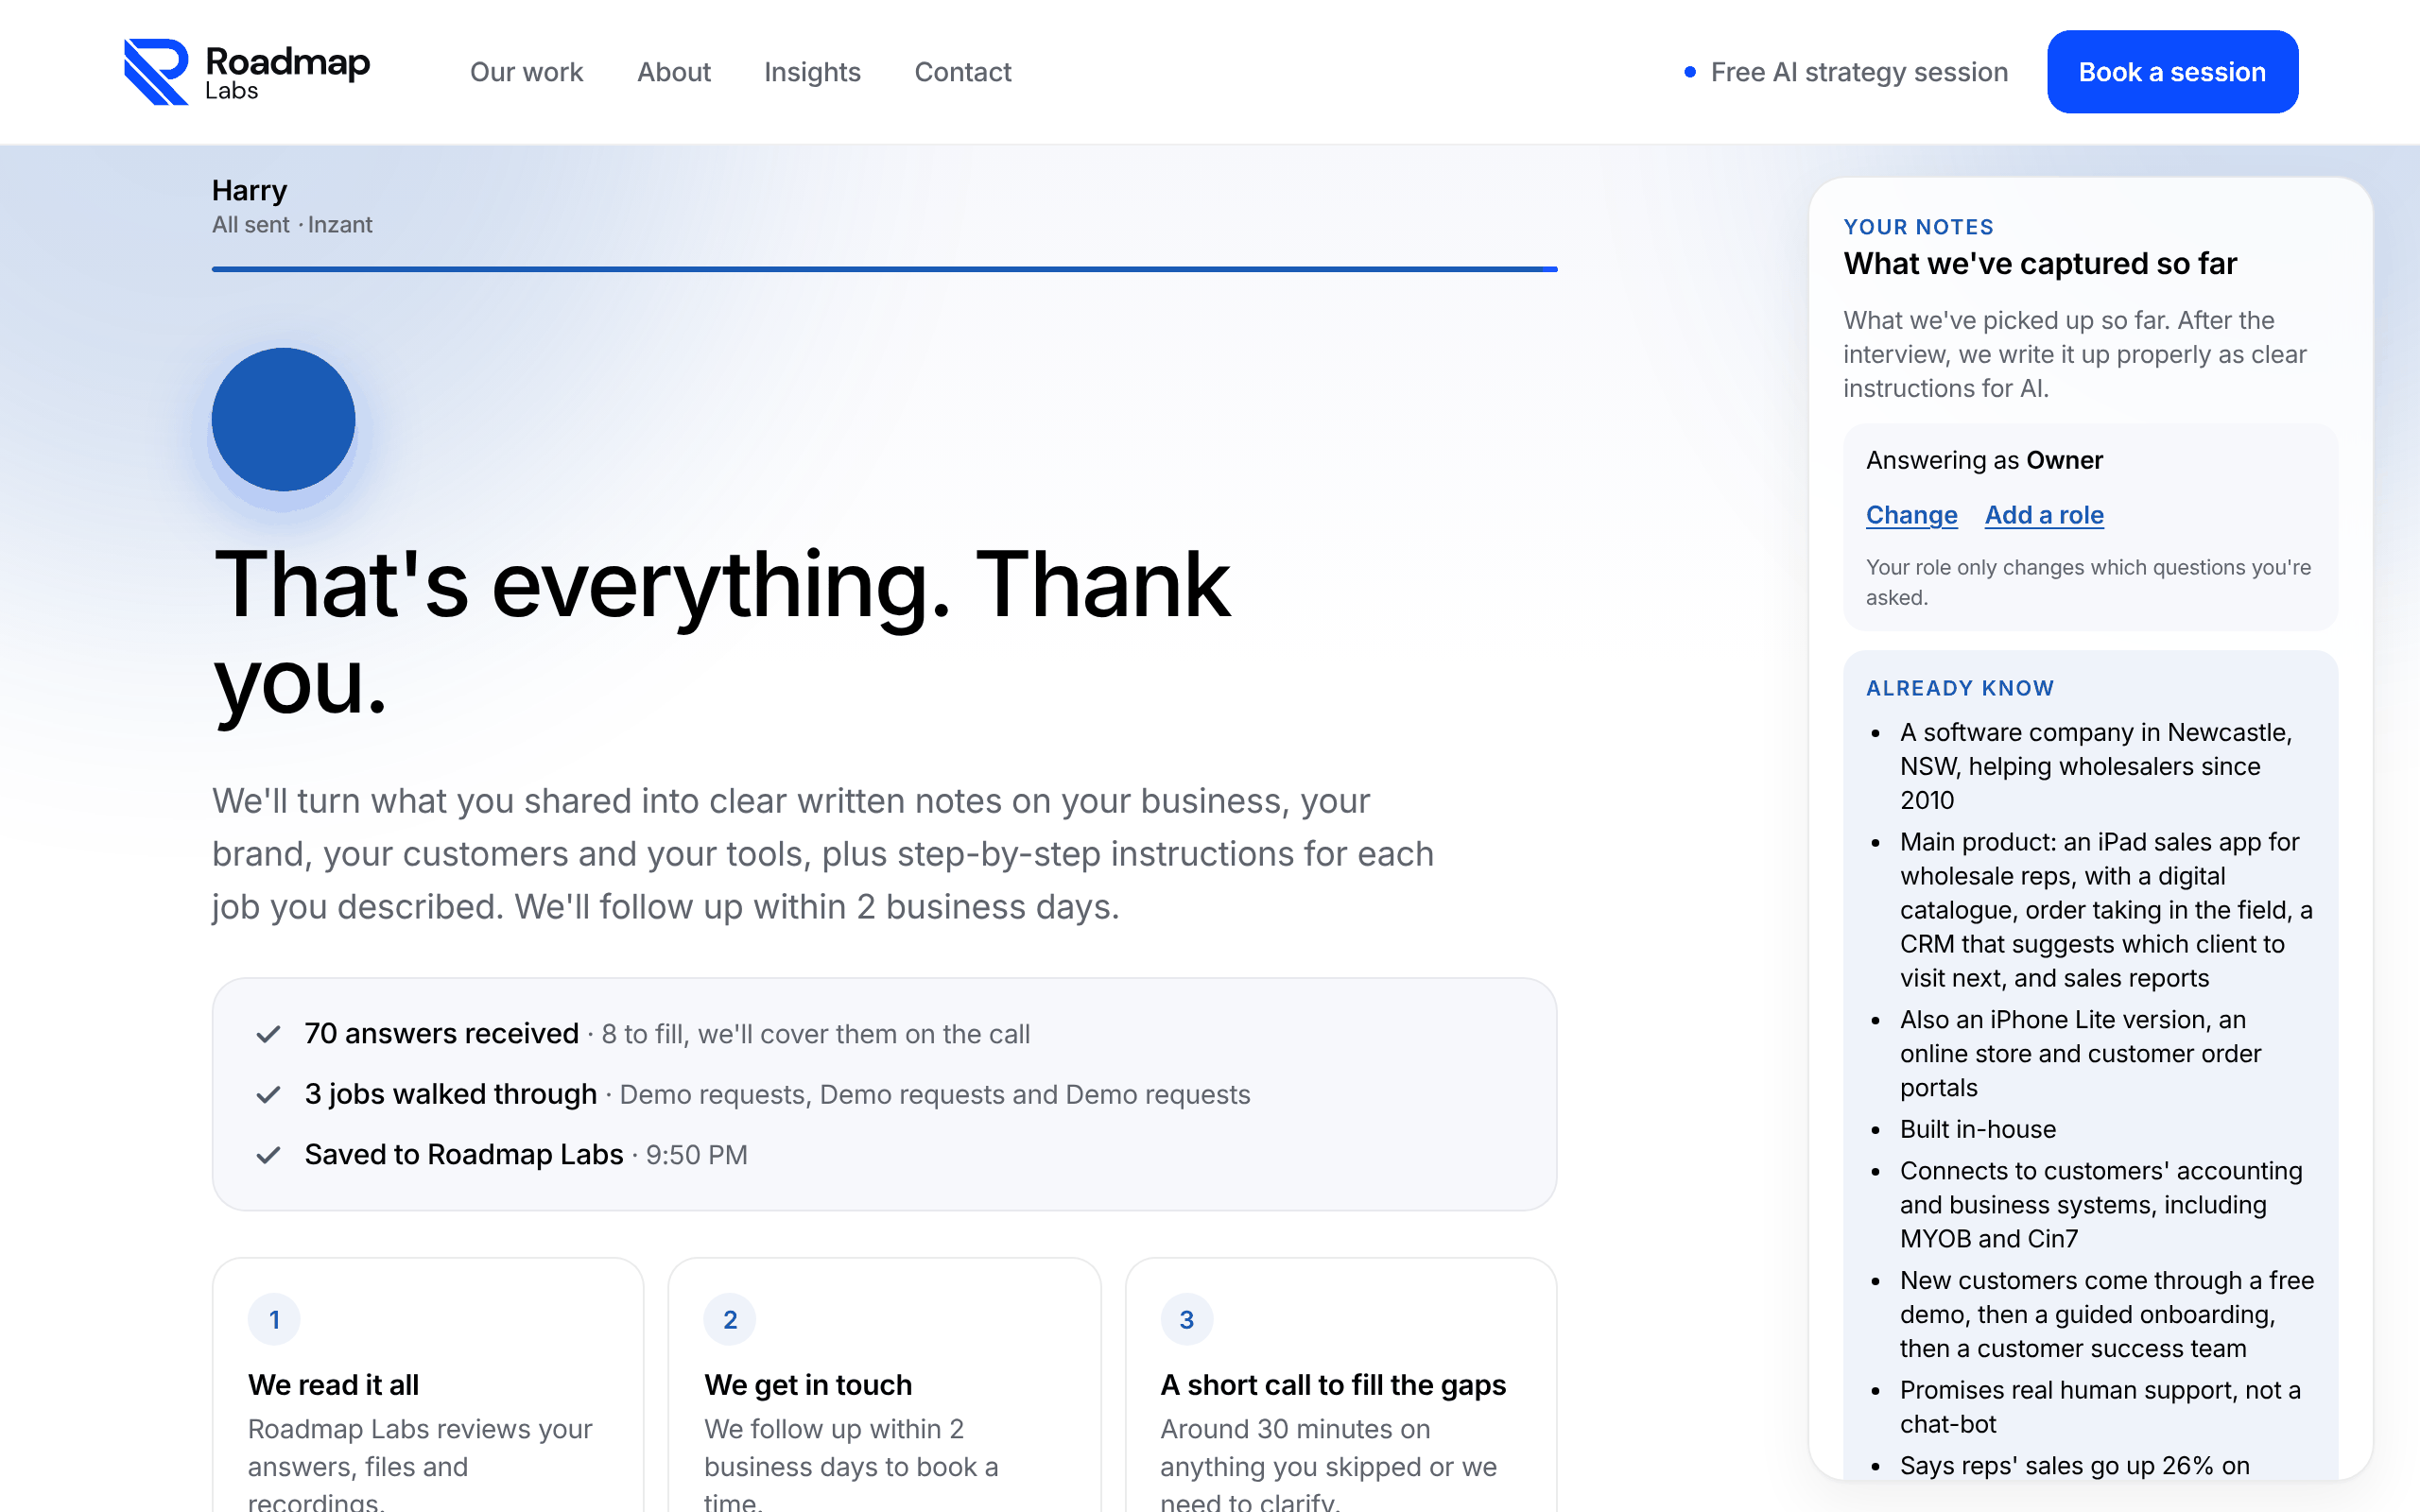 Roadmap
Labs
Our work
About
Insights
Contact
Free AI strategy session
Book a session
Harry
All sent · Inzant
That's everything. Thank
you.
We'll turn what you shared into clear written notes on your business, your
brand, your customers and your tools, plus step-by-step instructions for each
job you described. We'll follow up within 2 business days.
70 answers received · 8 to fill, we'll cover them on the call
3 jobs walked through · Demo requests, Demo requests and Demo requests
Saved to Roadmap Labs · 9:50 PM
1
We read it all
Roadmap Labs reviews your
answers, files and
recordings.
2
We get in touch
We follow up within 2
business days to book a
time.
3
A short call to fill the gaps
Around 30 minutes on
anything you skipped or we
need to clarify.
YOUR NOTES
What we've captured so far
What we've picked up so far. After the
interview, we write it up properly as clear
instructions for AI.
Answering as Owner
Change
Add a role
Your role only changes which questions you're
asked.
ALREADY KNOW
• A software company in Newcastle,
NSW, helping wholesalers since
2010
• Main product: an iPad sales app for
wholesale reps, with a digital
catalogue, order taking in the field, a
CRM that suggests which client to
visit next, and sales reports
• Also an iPhone Lite version, an
online store and customer order
portals
• Built in-house
• Connects to customers' accounting
and business systems, including
MYOB and Cin7
• New customers come through a free
demo, then a guided onboarding,
then a customer success team
• Promises real human support, not a
chat-bot
• Says reps' sales go up 26% on